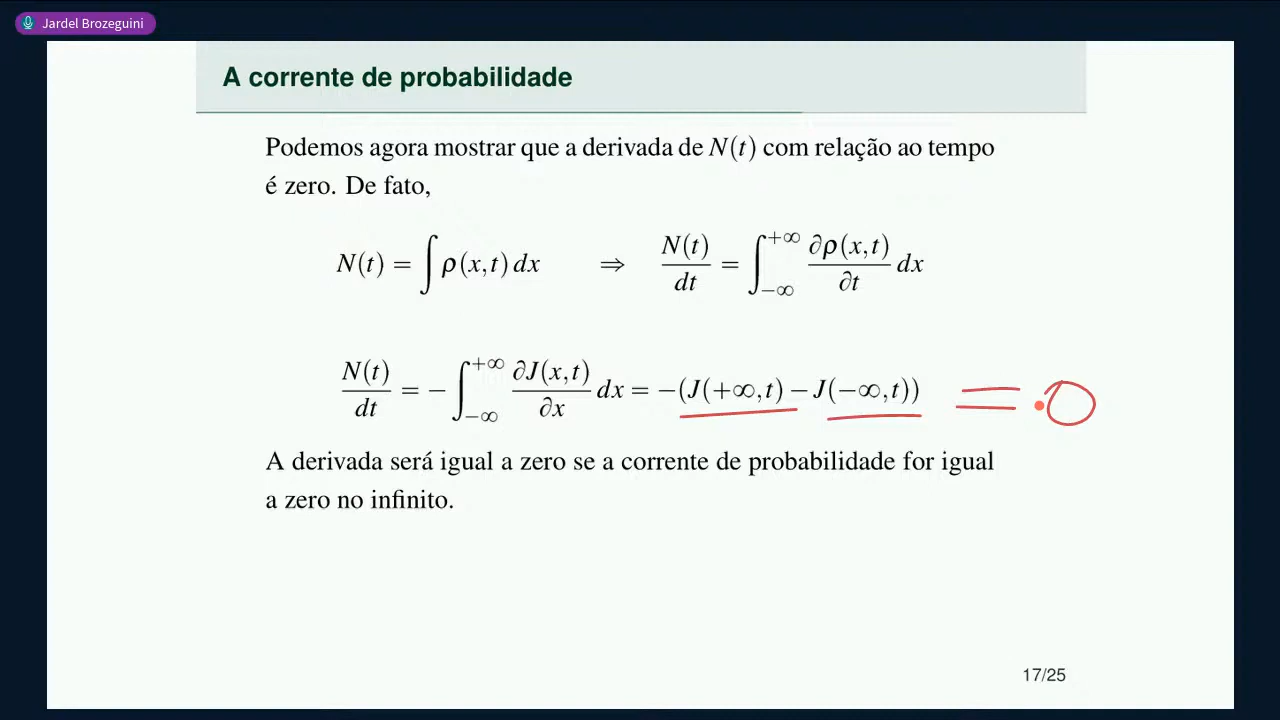 Jardel Brozeguini
A corrente de probabilidade
Podemos agora mostrar que a derivada de N(t) com relação ao tempo
é zero. De fato,
N(t) = ∫ ρ(x,t) dx ⇒ N(t)/dt = ∫_{−∞}^{+∞} ∂ρ(x,t)/∂t dx
N(t)/dt = − ∫_{−∞}^{+∞} ∂J(x,t)/∂x dx = −(J(+∞,t) − J(−∞,t)) = 0
A derivada será igual a zero se a corrente de probabilidade for igual
a zero no infinito.
17/25